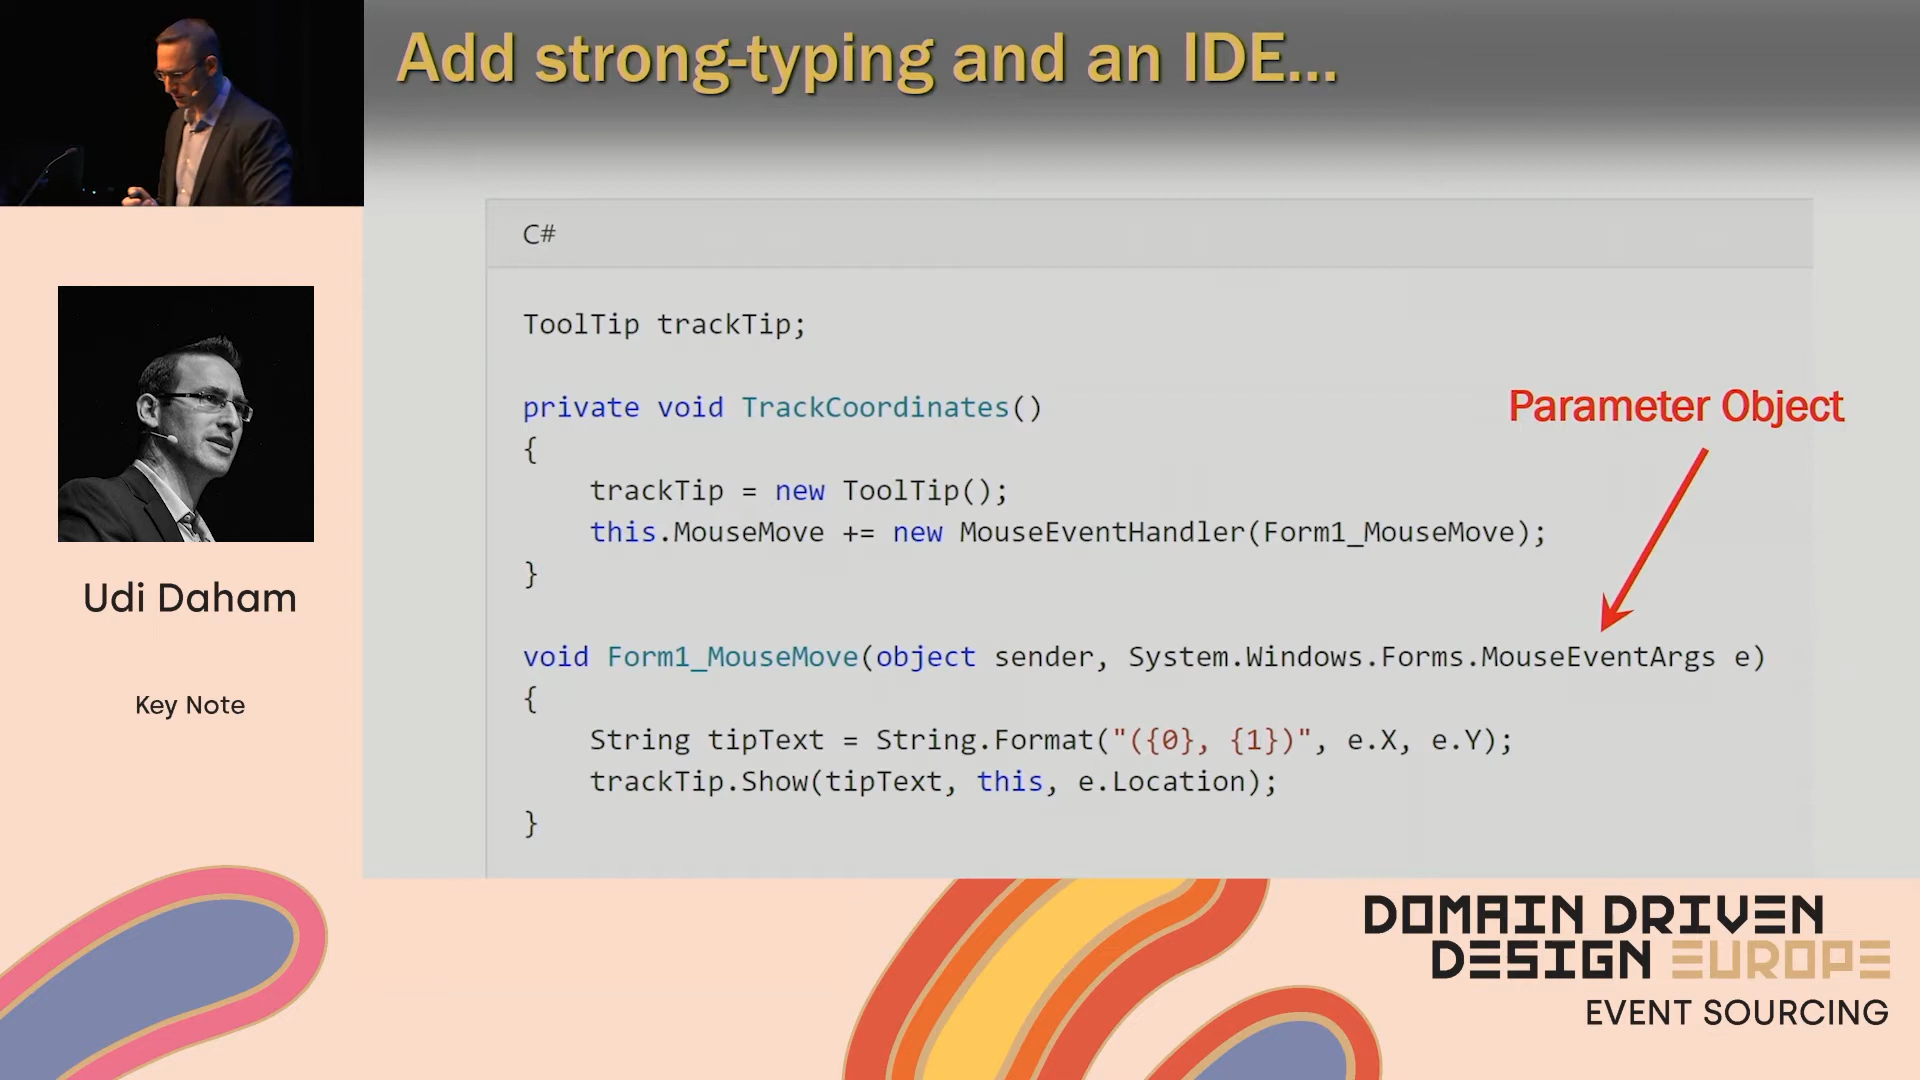 Add strong-typing and an IDE...
C#
ToolTip trackTip;
private void TrackCoordinates()
{
trackTip = new ToolTip();
this.MouseMove += new MouseEventHandler(Form1_MouseMove);
}
Parameter Object
void Form1_MouseMove(object sender, System.Windows.Forms.MouseEventArgs e)
{
String tipText = String.Format("({0}, {1})", e.X, e.Y);
trackTip.Show(tipText, this, e.Location);
}
Udi Daham
Key Note
DOMAIN DRIVEN
DESIGN EUROPE
EVENT SOURCING